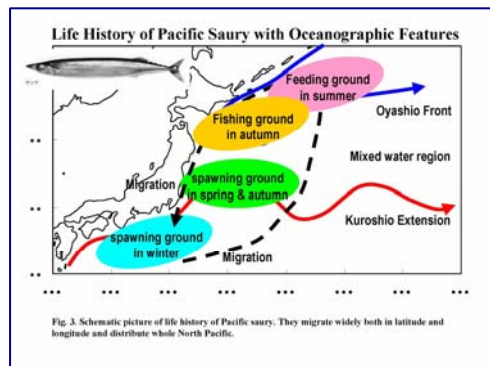 Life History of Pacific Saury with Oceanographic Features
サンマ
Feeding ground
in summer
Oyashio Front
Fishing ground
in autumn
Mixed water region
Migration
spawning ground
in spring & autumn
Kuroshio Extension
spawning ground
in winter
Migration
Fig. 3. Schematic picture of life history of Pacific saury. They migrate widely both in latitude and
longitude and distribute whole North Pacific.